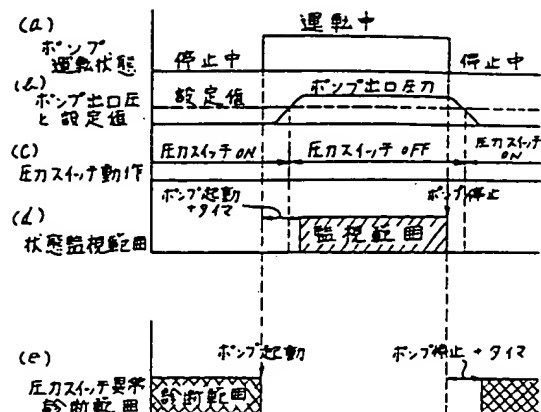 (a)
ポンプ
運転状態
停止中
運転中
停止中
(b)
ポンプ出口圧
と設定値
設定値
ポンプ出口圧力
(c)
圧力スイッチ動作
圧力スイッチON
圧力スイッチOFF
圧力スイッチ
ON
(d)
状態監視範囲
ポンプ起動
+タイマ
監視範囲
ポンプ停止
(e)
圧力スイッチ異常
診断範囲
診断範囲
ポンプ起動
ポンプ停止+タイマ